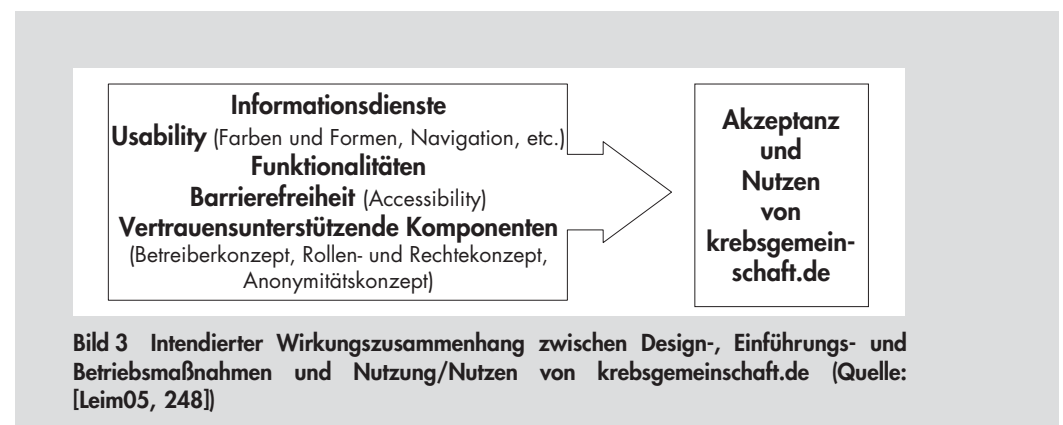 Informationsdienste
Usability (Farben und Formen, Navigation, etc.)
Funktionalitäten
Barrierefreiheit (Accessibility)
Vertrauensunterstützende Komponenten
(Betreiberkonzept, Rollen- und Rechtekonzept,
Anonymitätskonzept)
Akzeptanz
und
Nutzen
von
krebsgemein-
schaft.de
Bild 3 Intendierter Wirkungszusammenhang zwischen Design-, Einführungs- und
Betriebsmaßnahmen und Nutzung/Nutzen von krebsgemeinschaft.de (Quelle:
[Leim05, 248])